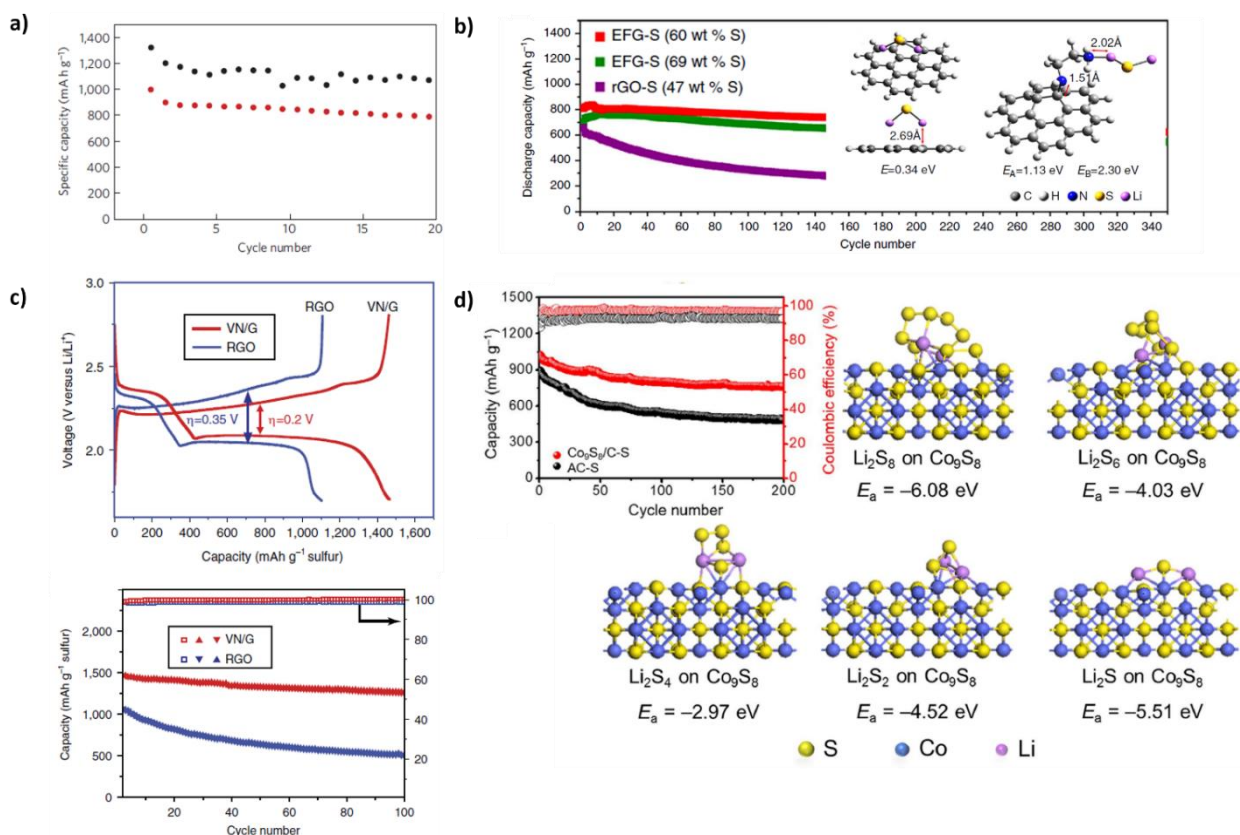 a)
Specific capacity (mA h g⁻¹)
1,400
1,200
1,000
800
600
400
200
0
0 5 10 15 20
Cycle number
b)
Discharge capacity (mAh g⁻¹)
1400
1200
1000
800
600
400
200
0
EFG-S (60 wt % S)
EFG-S (69 wt % S)
rGO-S (47 wt % S)
2.69Å
E=0.34 eV
2.02Å
1.51Å
E_A=1.13 eV E_B=2.30 eV
C H N S Li
0 20 40 60 80 100 120 140 160 180 200 220 240 260 280 300 320 340
Cycle number
c)
Voltage (V versus Li/Li⁺)
3.0
2.5
2.0
VN/G
RGO
RGO VN/G
η=0.35 V η=0.2 V
0 200 400 600 800 1,000 1,200 1,400 1,600
Capacity (mAh g⁻¹ sulfur)
Capacity (mAh g⁻¹ sulfur)
2,500
2,000
1,500
1,000
500
0
VN/G
RGO
100
80
60
40
20
20 40 60 80 100
Cycle number
d)
Capacity (mAh g⁻¹)
1500
1200
900
600
300
0
Co₉S₈/C-S
AC-S
100
80
60
40
20
0
Coulombic efficiency (%)
0 50 100 150 200
Cycle number
Li₂S₈ on Co₉S₈
Eₐ = –6.08 eV
Li₂S₆ on Co₉S₈
Eₐ = –4.03 eV
Li₂S₄ on Co₉S₈
Eₐ = –2.97 eV
Li₂S₂ on Co₉S₈
Eₐ = –4.52 eV
Li₂S on Co₉S₈
Eₐ = –5.51 eV
S Co Li